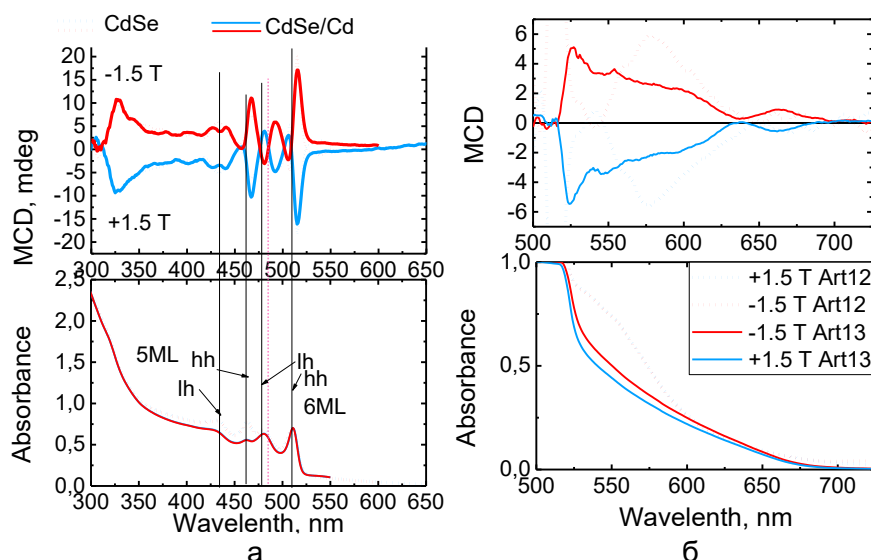 CdSe
CdSe/Cd
MCD, mdeg
20
15
10
5
0
-5
-10
-15
-20
-1.5 T
+1.5 T
300 350 400 450 500 550 600 650
Absorbance
2,5
2,0
1,5
1,0
0,5
0,0
5ML
hh
lh
lh
hh
6ML
300 350 400 450 500 550 600 650
Wavelenth, nm
а
MCD
6
4
2
0
-2
-4
-6
500 550 600 650 700
Absorbance
1,0
0,5
0,0
+1.5 T Art12
-1.5 T Art12
-1.5 T Art13
+1.5 T Art13
500 550 600 650 700
Wavelenth, nm
б